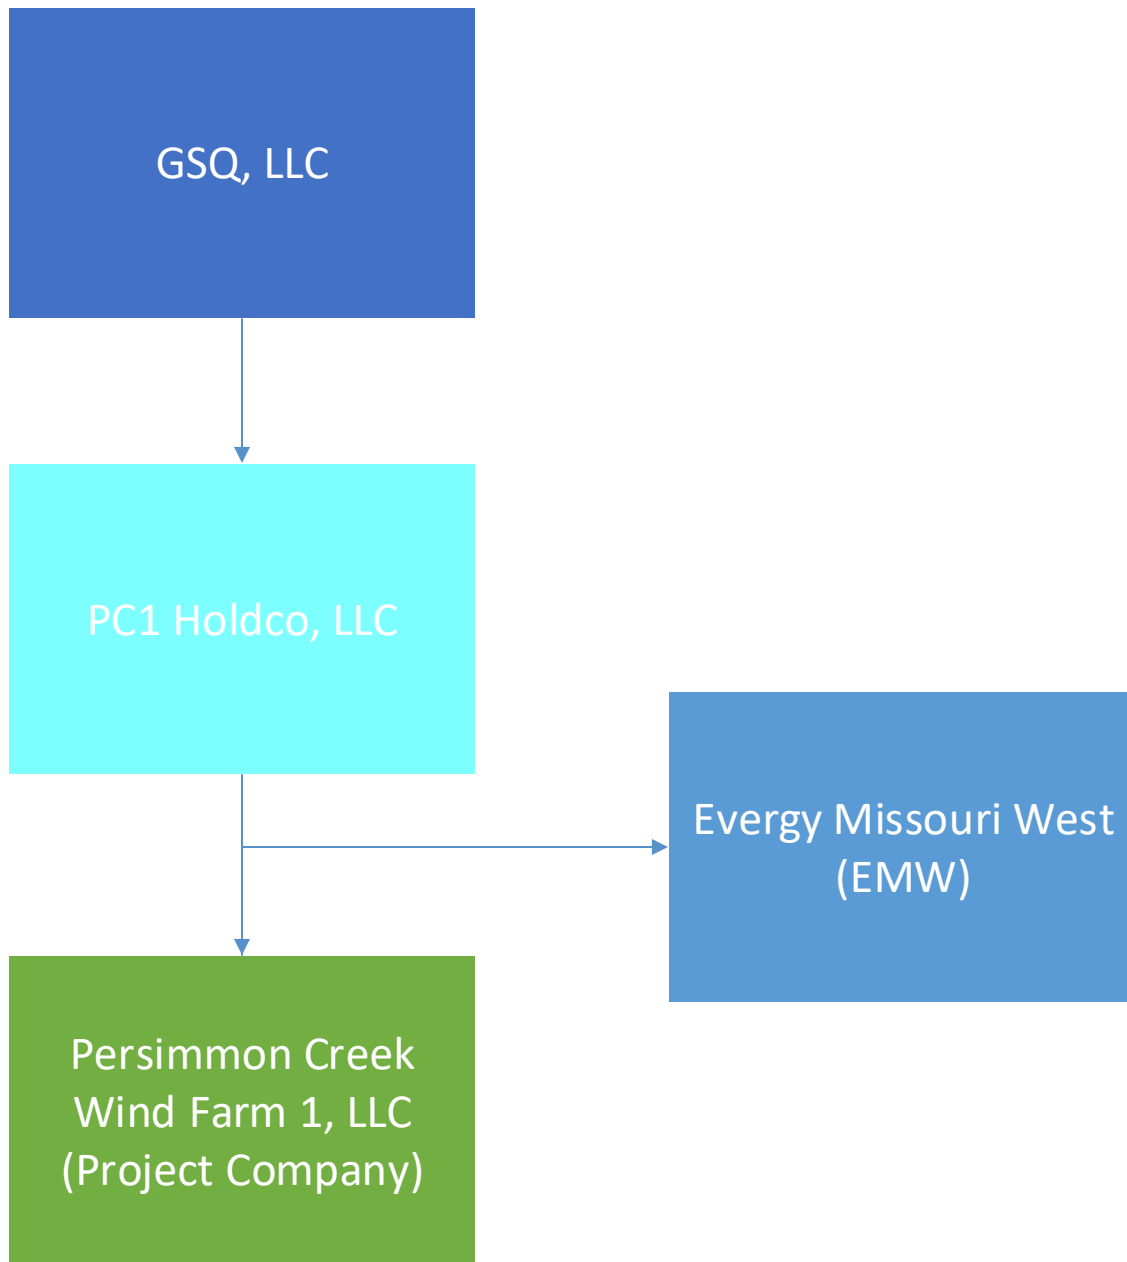 GSQ, LLC
PC1 Holdco, LLC
Evergy Missouri West
(EMW)
Persimmon Creek
Wind Farm 1, LLC
(Project Company)